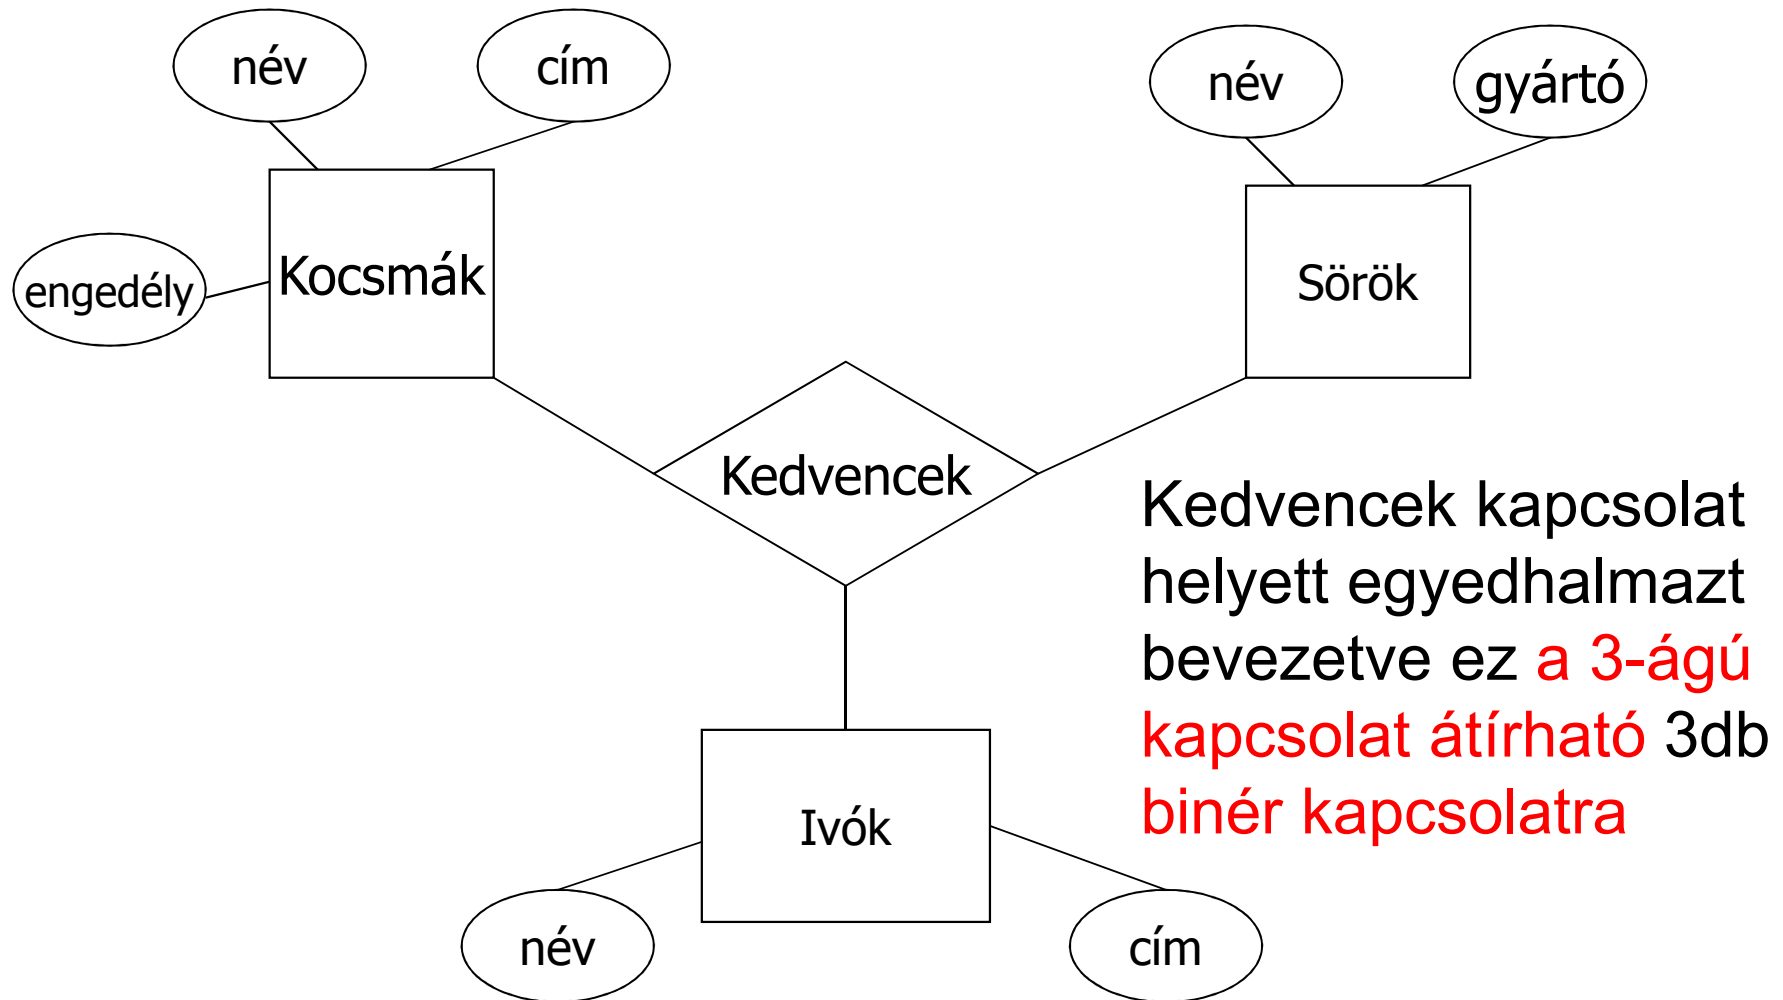 név
cím
név
gyártó
engedély
Kocsmák
Sörök
Kedvencek
Kedvencek kapcsolat
helyett egyedhalmazt
bevezetve ez a 3-ágú
kapcsolat átírható 3db
binér kapcsolatra
Ivók
név
cím